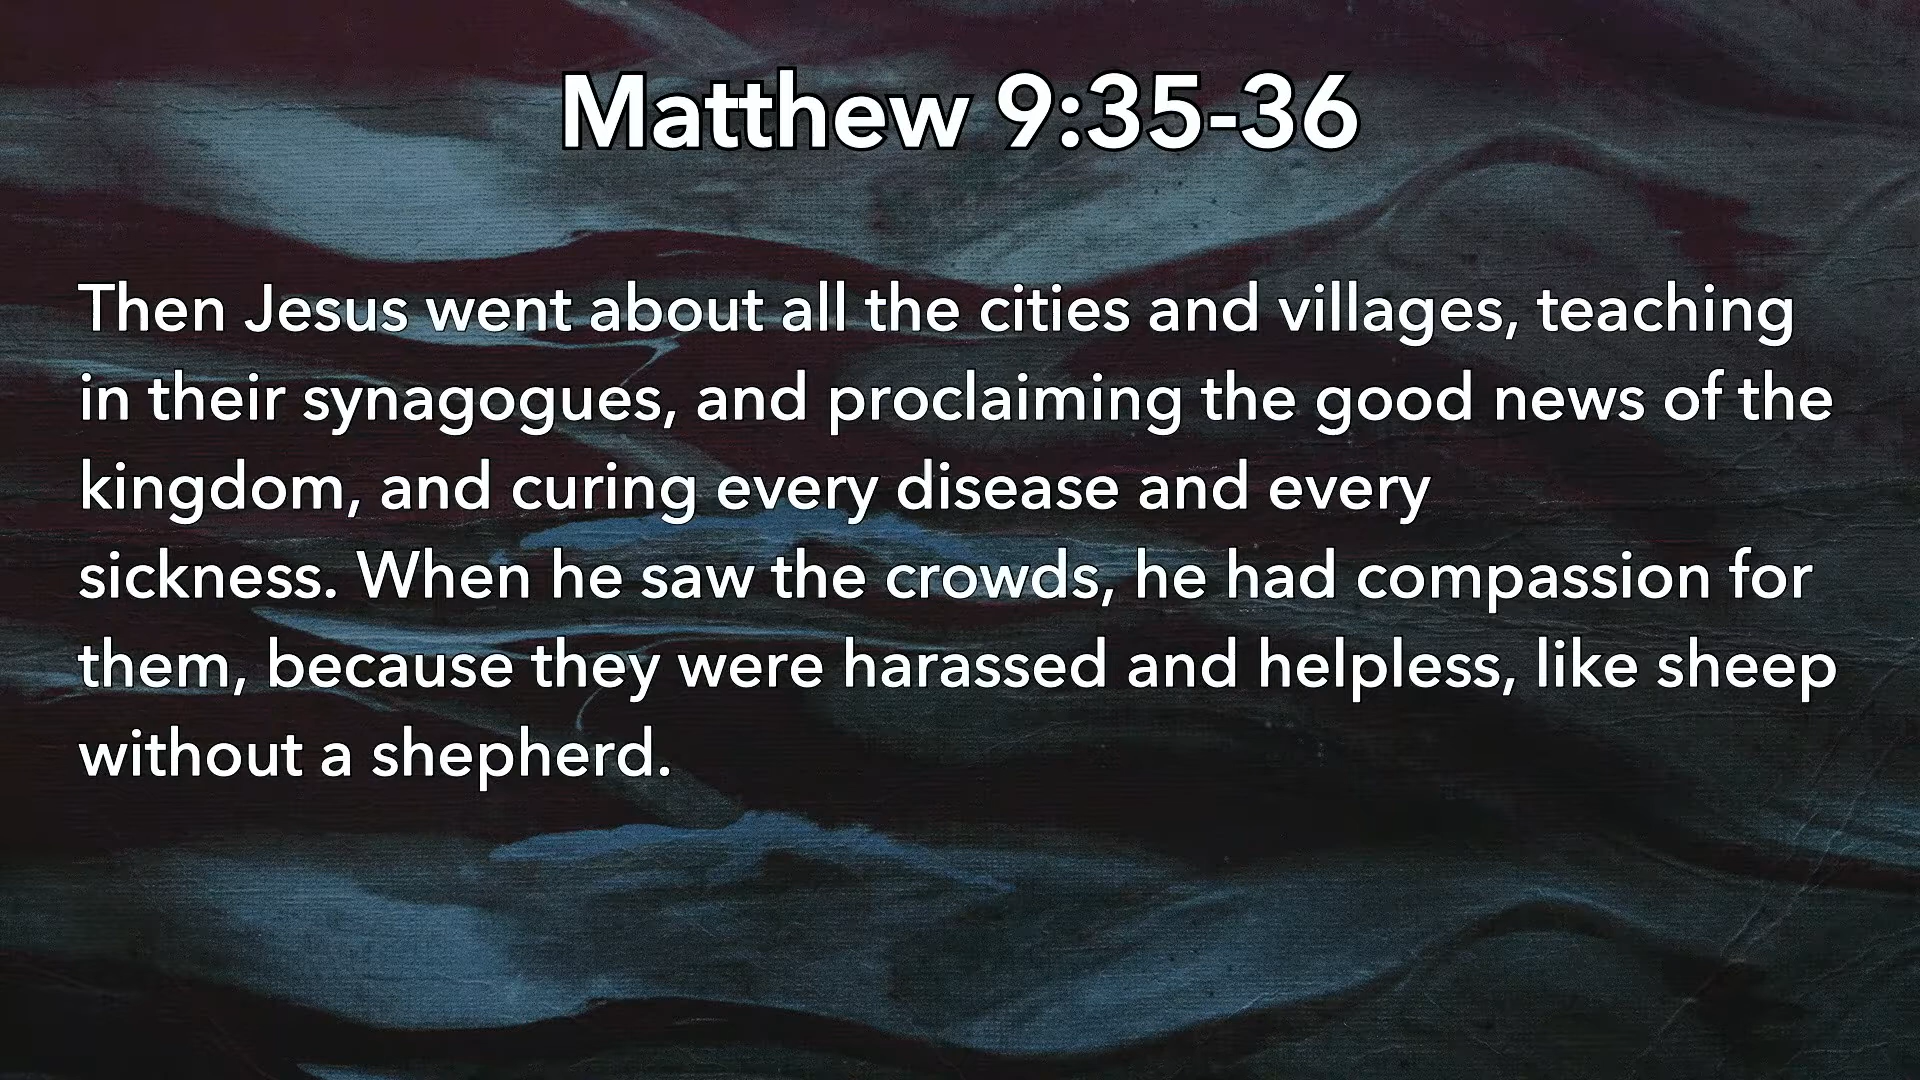 Matthew 9:35-36
Then Jesus went about all the cities and villages, teaching
in their synagogues, and proclaiming the good news of the
kingdom, and curing every disease and every
sickness. When he saw the crowds, he had compassion for
them, because they were harassed and helpless, like sheep
without a shepherd.